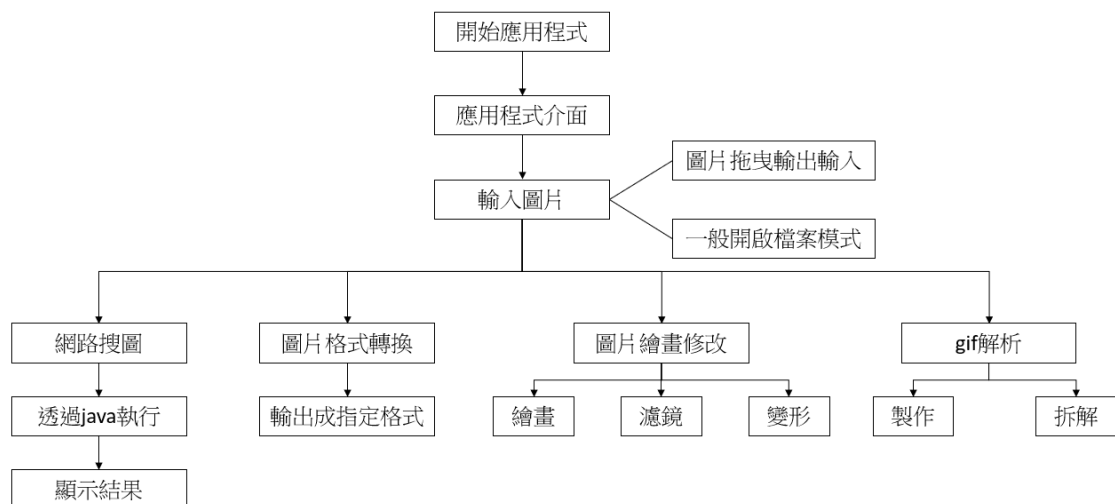 開始應用程式
應用程式介面
圖片拖曳輸出輸入
輸入圖片
一般開啟檔案模式
網路搜圖
圖片格式轉換
圖片繪畫修改
gif解析
透過java執行
輸出成指定格式
繪畫
濾鏡
變形
製作
拆解
顯示結果